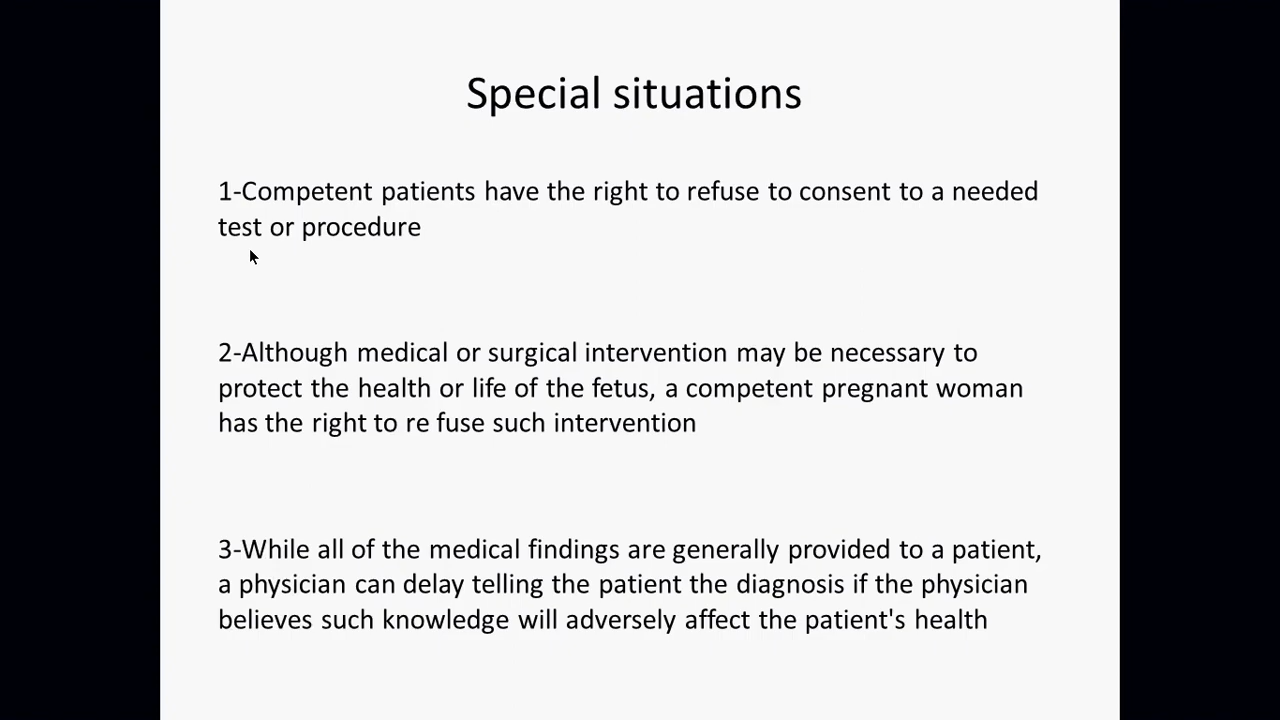 Special situations
1-Competent patients have the right to refuse to consent to a needed
test or procedure
2-Although medical or surgical intervention may be necessary to
protect the health or life of the fetus, a competent pregnant woman
has the right to re fuse such intervention
3-While all of the medical findings are generally provided to a patient,
a physician can delay telling the patient the diagnosis if the physician
believes such knowledge will adversely affect the patient's health